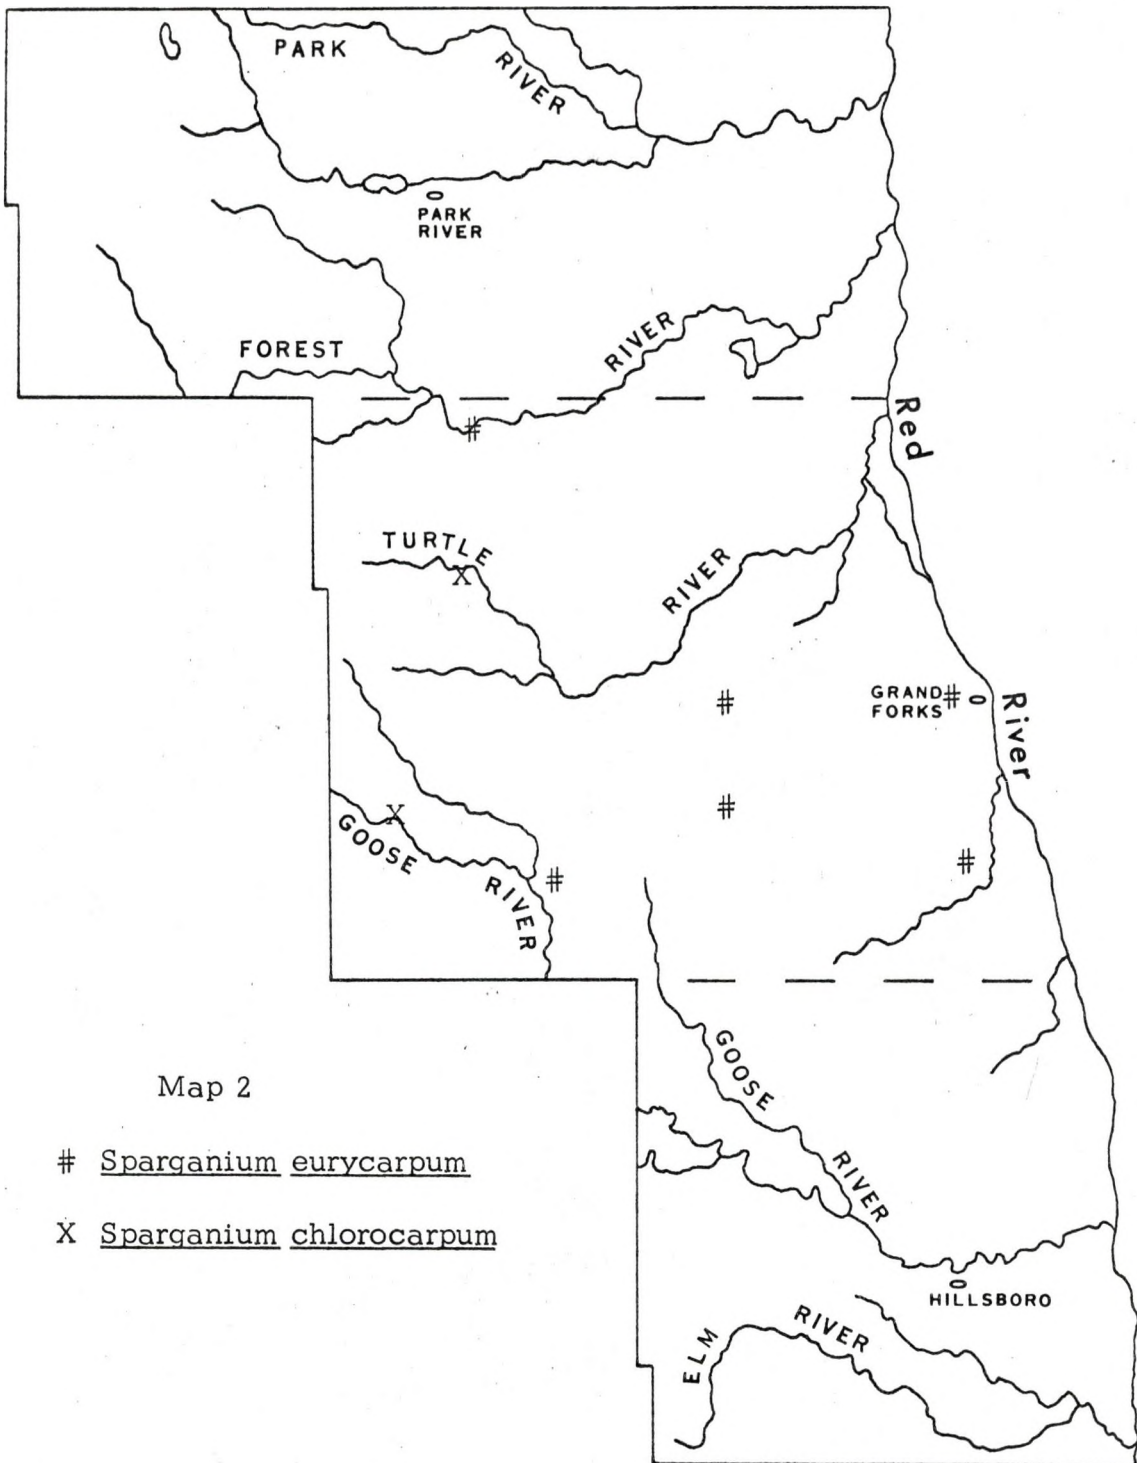 PARK
RIVER
PARK
RIVER
FOREST
RIVER
Red
TURTLE
X
RIVER
#
#
GRAND #
FORKS
River
X
#
GOOSE
#
RIVER
#
GOOSE
Map 2
RIVER
# Sparganium eurycarpum
X Sparganium chlorocarpum
HILLSBORO
ELM
RIVER